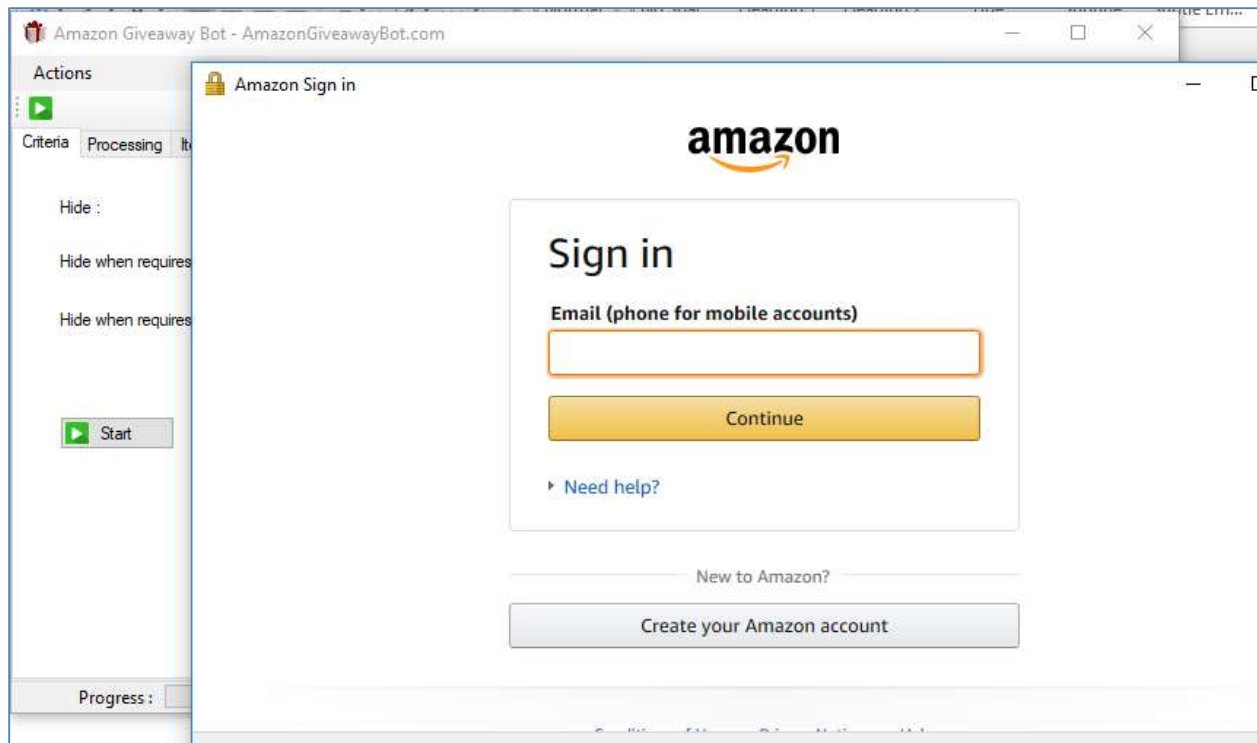 Amazon Giveaway Bot - AmazonGiveawayBot.com
Actions
Amazon Sign in
Criteria Processing
amazon
Hide :
Sign in
Hide when requires
Email (phone for mobile accounts)
Hide when requires
Continue
Start
Need help?
New to Amazon?
Create your Amazon account
Progress :